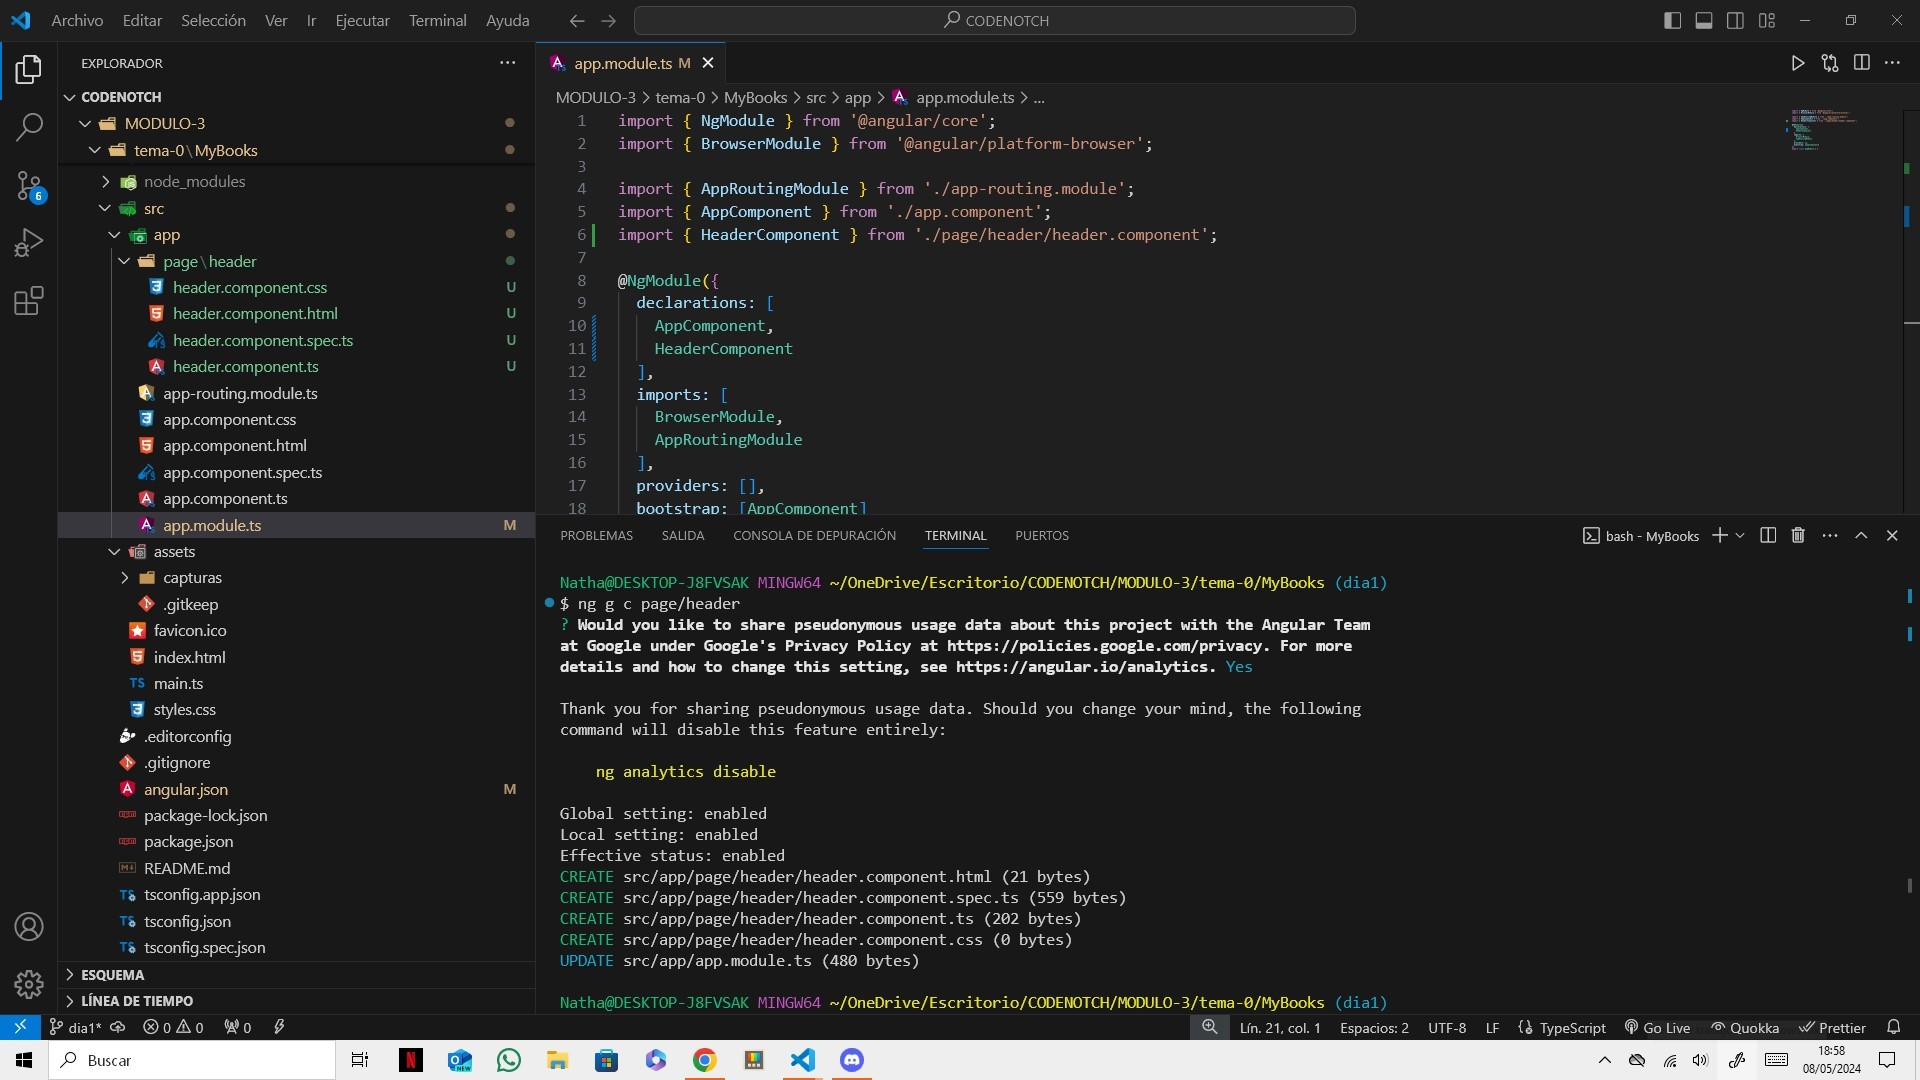 Archivo Editar Selección Ver Ir Ejecutar Terminal Ayuda CODENOTCH
EXPLORADOR
CODENOTCH
MODULO-3
tema-0\MyBooks
node_modules
src
app
page\header
header.component.css U
header.component.html U
header.component.spec.ts U
header.component.ts U
app-routing.module.ts
app.component.css
app.component.html
app.component.spec.ts
app.component.ts
app.module.ts M
assets
capturas
.gitkeep
favicon.ico
index.html
TS main.ts
styles.css
.editorconfig
.gitignore
angular.json M
package-lock.json
package.json
README.md
TS tsconfig.app.json
TS tsconfig.json
TS tsconfig.spec.json
ESQUEMA
LÍNEA DE TIEMPO
6
app.module.ts M
MODULO-3 > tema-0 > MyBooks > src > app > app.module.ts > ...
1 import { NgModule } from '@angular/core';
2 import { BrowserModule } from '@angular/platform-browser';
3
4 import { AppRoutingModule } from './app-routing.module';
5 import { AppComponent } from './app.component';
6 import { HeaderComponent } from './page/header/header.component';
7
8 @NgModule({
9 declarations: [
10 AppComponent,
11 HeaderComponent
12 ],
13 imports: [
14 BrowserModule,
15 AppRoutingModule
16 ],
17 providers: [],
18 bootstrap: [AppComponent]
PROBLEMAS SALIDA CONSOLA DE DEPURACIÓN TERMINAL PUERTOS bash - MyBooks
Natha@DESKTOP-J8FVSAK MINGW64 ~/OneDrive/Escritorio/CODENOTCH/MODULO-3/tema-0/MyBooks (dia1)
$ ng g c page/header
? Would you like to share pseudonymous usage data about this project with the Angular Team
at Google under Google's Privacy Policy at https://policies.google.com/privacy. For more
details and how to change this setting, see https://angular.io/analytics. Yes
Thank you for sharing pseudonymous usage data. Should you change your mind, the following
command will disable this feature entirely:
ng analytics disable
Global setting: enabled
Local setting: enabled
Effective status: enabled
CREATE src/app/page/header/header.component.html (21 bytes)
CREATE src/app/page/header/header.component.spec.ts (559 bytes)
CREATE src/app/page/header/header.component.ts (202 bytes)
CREATE src/app/page/header/header.component.css (0 bytes)
UPDATE src/app/app.module.ts (480 bytes)
Natha@DESKTOP-J8FVSAK MINGW64 ~/OneDrive/Escritorio/CODENOTCH/MODULO-3/tema-0/MyBooks (dia1)
dia1* 0 0 0 Lín. 21, col. 1 Espacios: 2 UTF-8 LF TypeScript Go Live Quokka Prettier
Buscar
18:58
08/05/2024